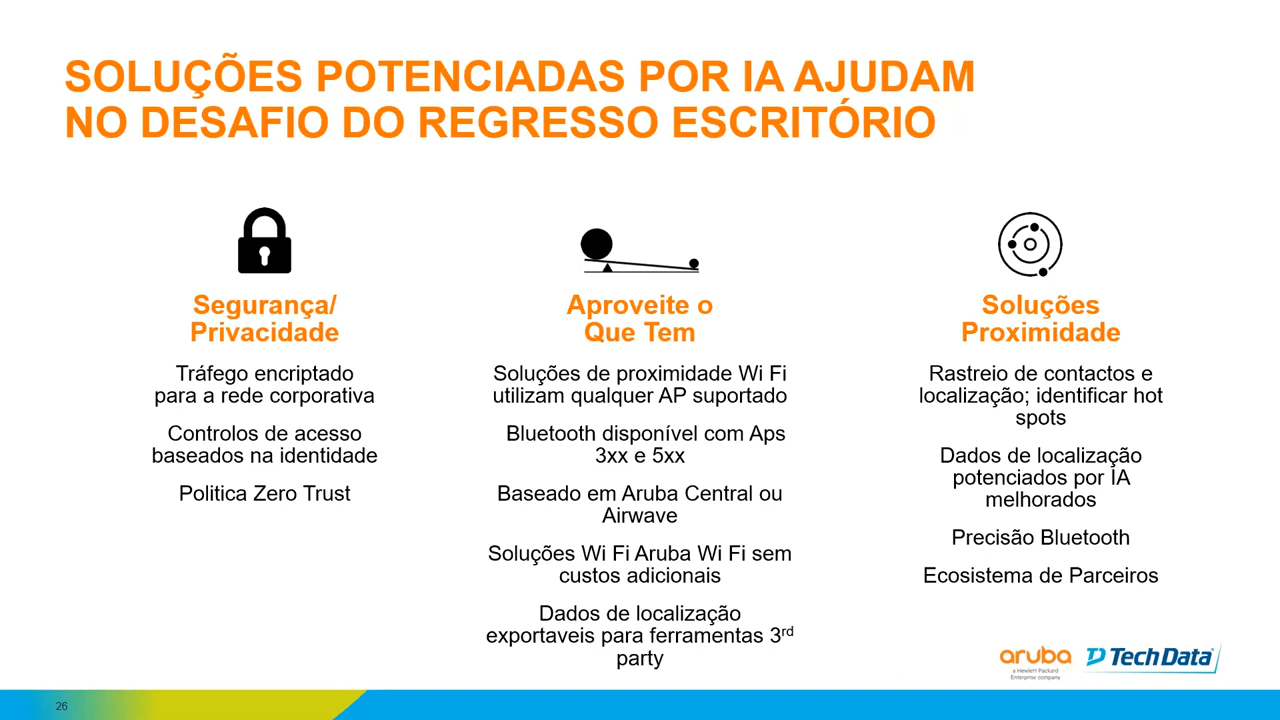 SOLUÇÕES POTENCIADAS POR IA AJUDAM
NO DESAFIO DO REGRESSO ESCRITÓRIO
Segurança/
Privacidade
Tráfego encriptado
para a rede corporativa
Controlos de acesso
baseados na identidade
Politica Zero Trust
Aproveite o
Que Tem
Soluções de proximidade Wi Fi
utilizam qualquer AP suportado
Bluetooth disponível com Aps
3xx e 5xx
Baseado em Aruba Central ou
Airwave
Soluções Wi Fi Aruba Wi Fi sem
custos adicionais
Dados de localização
exportaveis para ferramentas 3rd
party
Soluções
Proximidade
Rastreio de contactos e
localização; identificar hot
spots
Dados de localização
potenciados por IA
melhorados
Precisão Bluetooth
Ecosistema de Parceiros
aruba
a Hewlett Packard
Enterprise company
Tech Data
26